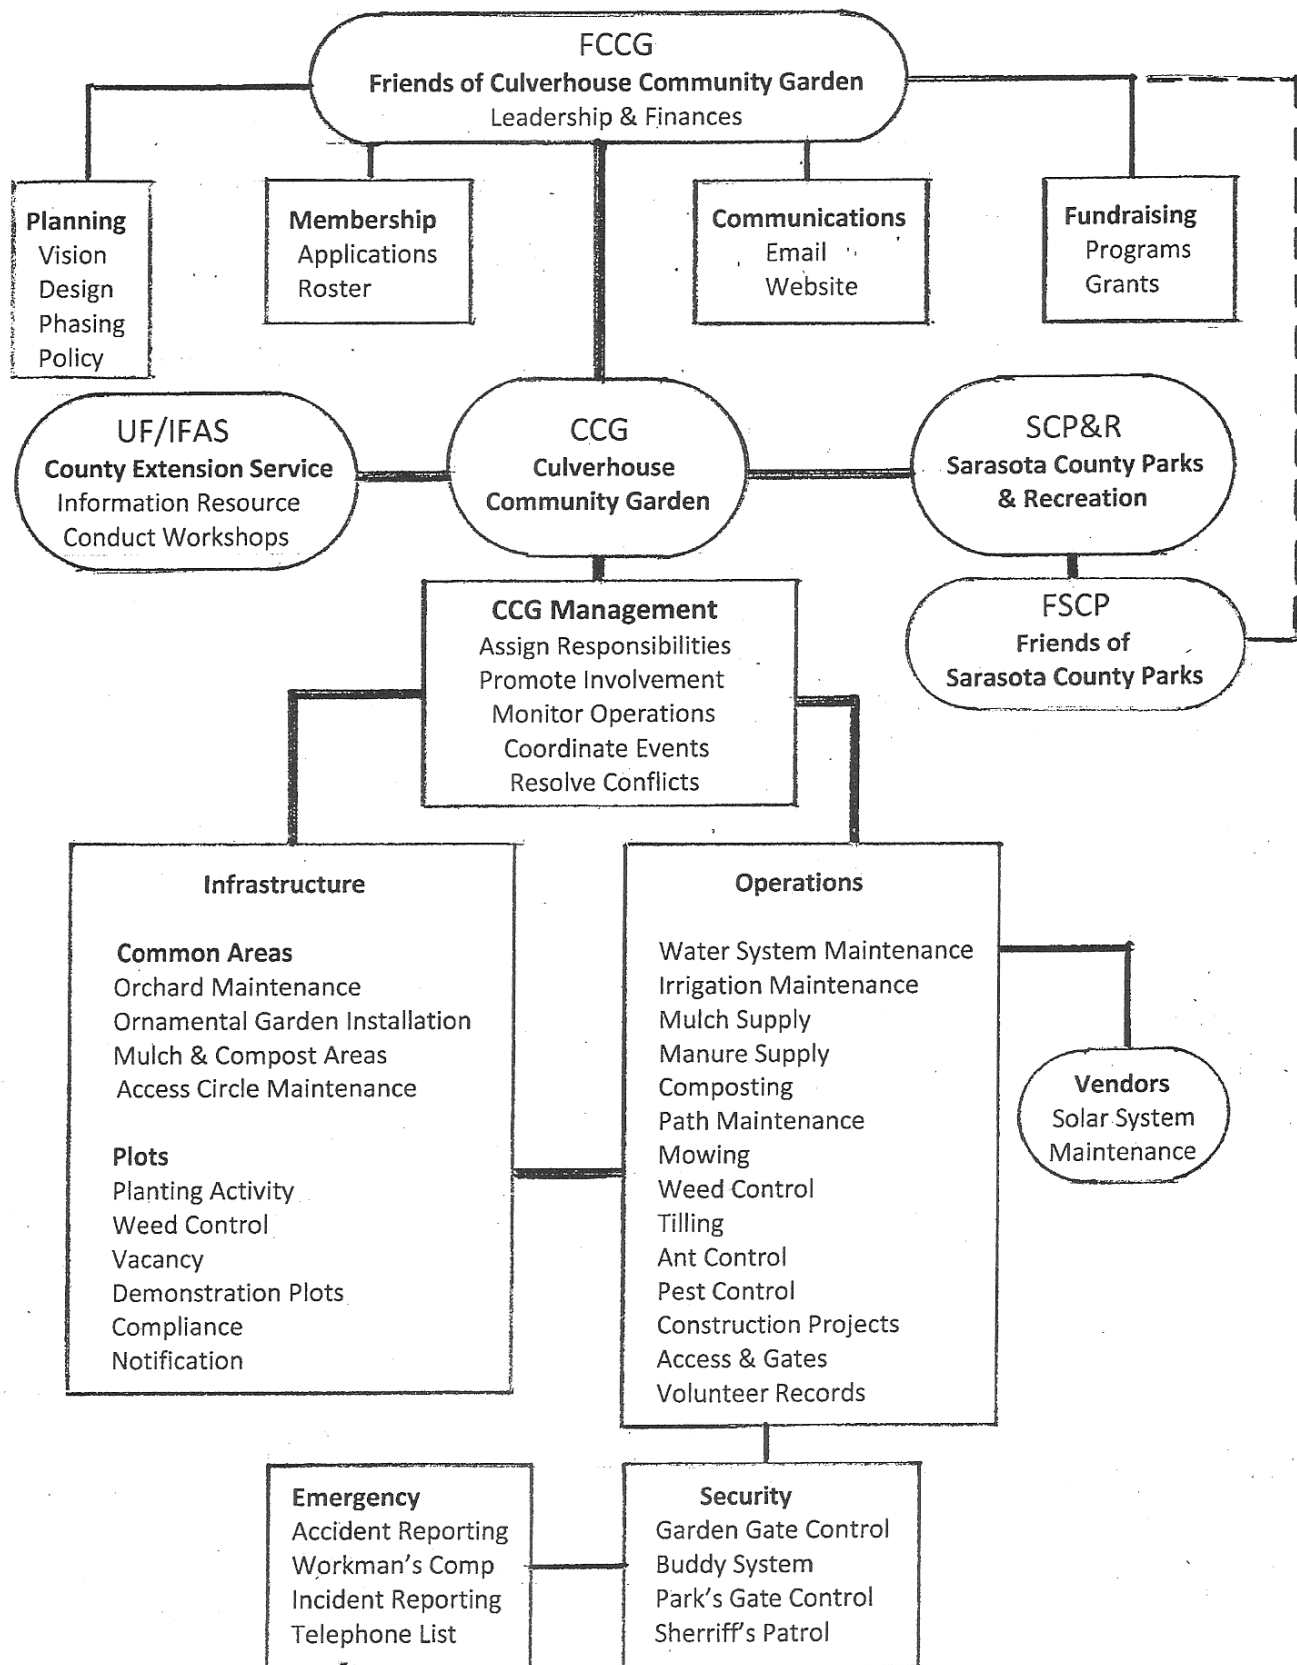 FCCG
Friends of Culverhouse Community Garden
Leadership & Finances
Planning
Vision
Design
Phasing
Policy
Membership
Applications
Roster
Communications
Email
Website
Fundraising
Programs
Grants
UF/IFAS
County Extension Service
Information Resource
Conduct Workshops
CCG
Culverhouse
Community Garden
SCP&R
Sarasota County Parks
& Recreation
FSCP
Friends of
Sarasota County Parks
CCG Management
Assign Responsibilities
Promote Involvement
Monitor Operations
Coordinate Events
Resolve Conflicts
Infrastructure
Common Areas
Orchard Maintenance
Ornamental Garden Installation
Mulch & Compost Areas
Access Circle Maintenance
Plots
Planting Activity
Weed Control
Vacancy
Demonstration Plots
Compliance
Notification
Operations
Water System Maintenance
Irrigation Maintenance
Mulch Supply
Manure Supply
Composting
Path Maintenance
Mowing
Weed Control
Tilling
Ant Control
Pest Control
Construction Projects
Access & Gates
Volunteer Records
Vendors
Solar System
Maintenance
Emergency
Accident Reporting
Workman's Comp
Incident Reporting
Telephone List
Security
Garden Gate Control
Buddy System
Park's Gate Control
Sherriff's Patrol